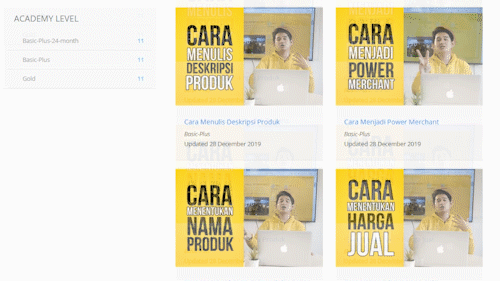 ACADEMY LEVEL
Basic-Plus-24-month
11
Basic-Plus
11
Gold
11
CARA
MENULIS
DESKRIPSI
PRODUK
Cara Menulis Deskripsi Produk
Basic-Plus
Updated 28 December 2019
CARA
MENJADI
POWER
MERCHANT
Cara Menjadi Power Merchant
Basic-Plus
Updated 28 December 2019
CARA
MENENTUKAN
NAMA
PRODUK
CARA
MENENTUKAN
HARGA
JUAL